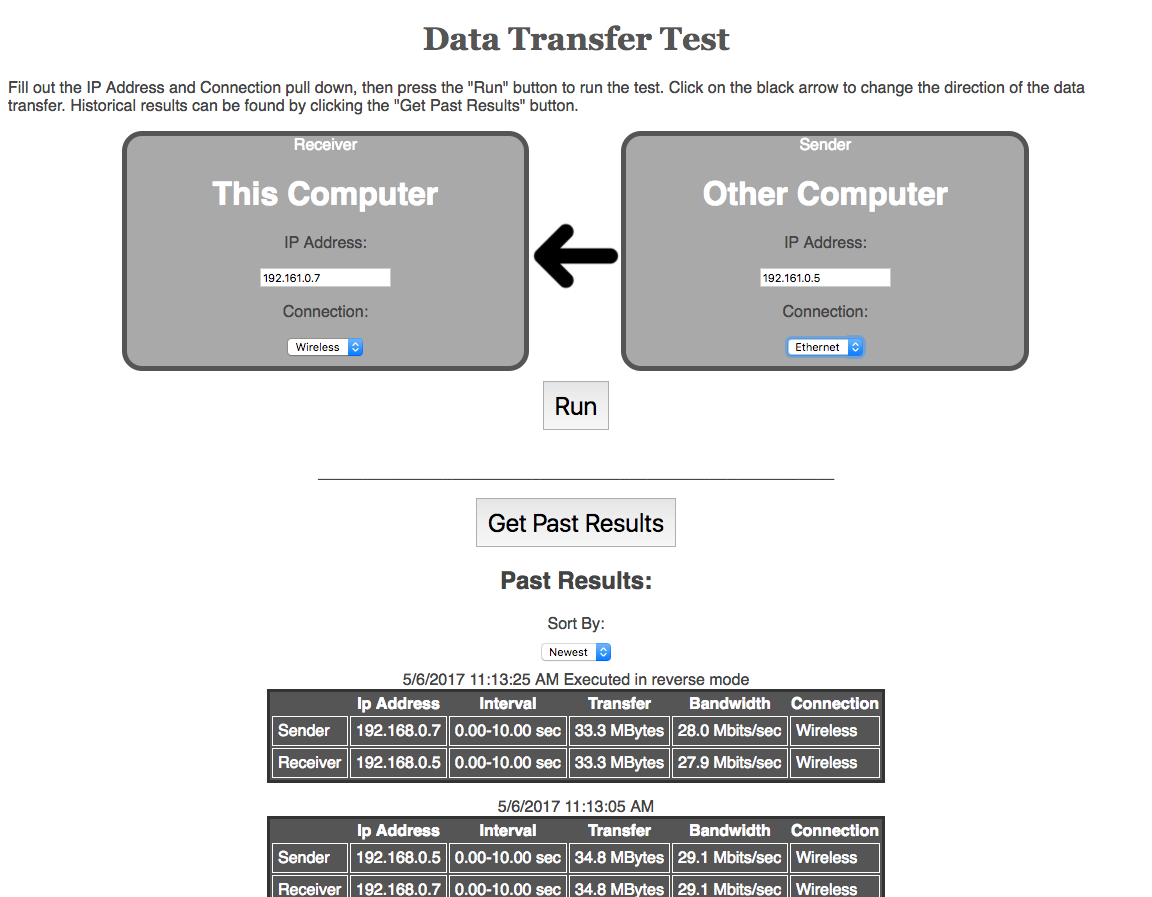 Data Transfer Test
Fill out the IP Address and Connection pull down, then press the "Run" button to run the test. Click on the black arrow to change the direction of the data
transfer. Historical results can be found by clicking the "Get Past Results" button.
Receiver
This Computer
IP Address:
192.161.0.7
Connection:
Wireless
Sender
Other Computer
IP Address:
192.161.0.5
Connection:
Ethernet
Run
Get Past Results
Past Results:
Sort By:
Newest
5/6/2017 11:13:25 AM Executed in reverse mode
Ip Address Interval Transfer Bandwidth Connection
Sender 192.168.0.7 0.00-10.00 sec 33.3 MBytes 28.0 Mbits/sec Wireless
Receiver 192.168.0.5 0.00-10.00 sec 33.3 MBytes 27.9 Mbits/sec Wireless
5/6/2017 11:13:05 AM
Ip Address Interval Transfer Bandwidth Connection
Sender 192.168.0.5 0.00-10.00 sec 34.8 MBytes 29.1 Mbits/sec Wireless
Receiver 192.168.0.7 0.00-10.00 sec 34.8 MBytes 29.1 Mbits/sec Wireless